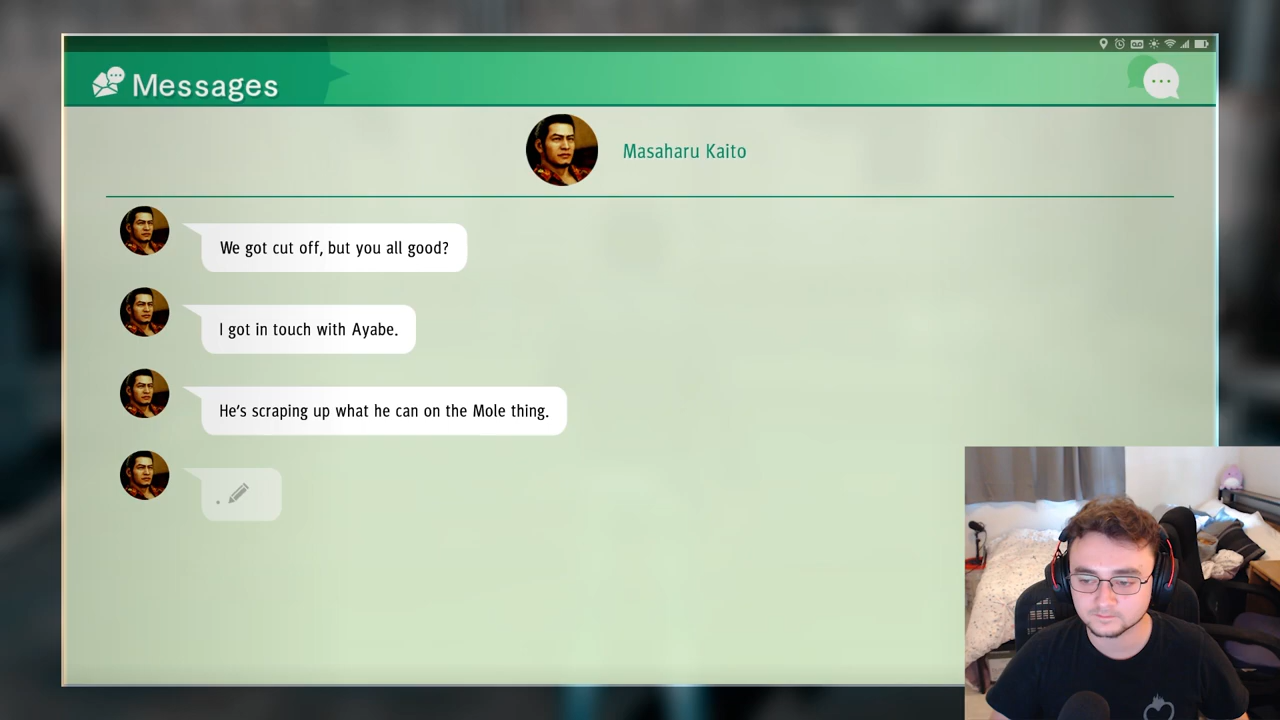 Messages
Masaharu Kaito
We got cut off, but you all good?
I got in touch with Ayabe.
He's scraping up what he can on the Mole thing.